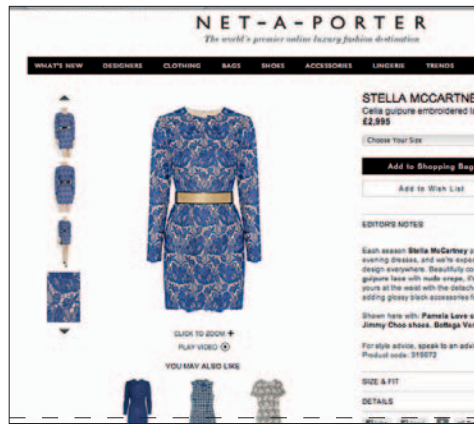 NET-A-PORTER
The world's premier online luxury fashion destination
WHAT'S NEW DESIGNERS CLOTHING BAGS SHOES ACCESSORIES LINGERIE TRENDS
STELLA MCCARTNE
Celia guipure embroidered l
£2,995
Choose Your Size
Add to Shopping Bag
Add to Wish List
EDITOR'S NOTES
Each season Stella McCartney
evening dresses, and we're expe
design everywhere. Beautifully co
guipure lace with nude crepe, it
yours at the waist with the detach
adding glossy black accessories
Shown here with: Pamela Love
Jimmy Choo shoes, Bottega Ve
For style advice, speak to an advi
Product code:
CLICK TO ZOOM +
PLAY VIDEO
YOU MAY ALSO LIKE
SIZE & FIT
DETAILS